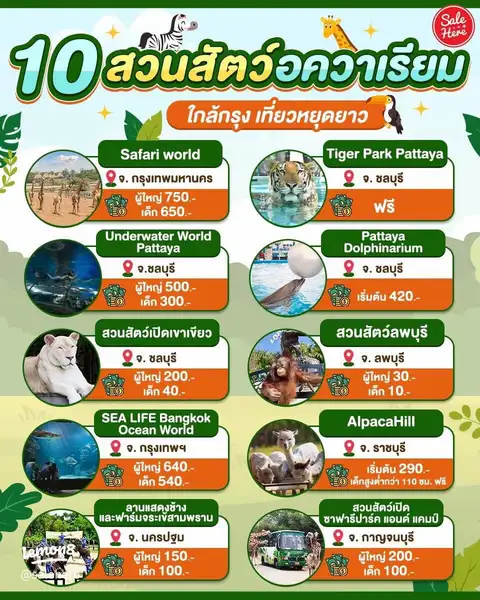 Sale
Here
10 สวนสัตว์อควาเรียม
ใกล้กรุง เที่ยวหยุดยาว
Safari world
จ. กรุงเทพมหานคร
ผู้ใหญ่ 750.-
เด็ก 650.-
Tiger Park Pattaya
จ. ชลบุรี
ฟรี
Underwater World
Pattaya
จ.ชลบุรี
ผู้ใหญ่ 500.-
เด็ก 300.-
Pattaya
Dolphinarium
จ. ชลบุรี
เริ่มต้น 420.-
สวนสัตว์เปิดเขาเขียว
จ. ชลบุรี
ผู้ใหญ่ 200.-
เด็ก 40.-
สวนสัตว์ลพบุรี
จ. ลพบุรี
ผู้ใหญ่ 30.-
เด็ก 10.-
SEA LIFE Bangkok
Ocean World
จ. กรุงเทพฯ
ผู้ใหญ่ 640.-
เด็ก 540.-
AlpacaHill
จ. ราชบุรี
เริ่มต้น 290.-
เด็กสูงต่ำกว่า 110 ซม. ฟรี
ลานแสดงช้าง
และฟาร์มจระเข้สามพราน
จ. นครปฐม
ผู้ใหญ่ 150.-
เด็ก 100.-
สวนสัตว์เปิด
ซาฟารีปาร์ค แอนด์ แคมป์
จ. กาญจนบุรี
ผู้ใหญ่ 200.-
เด็ก 100.-
lemon8